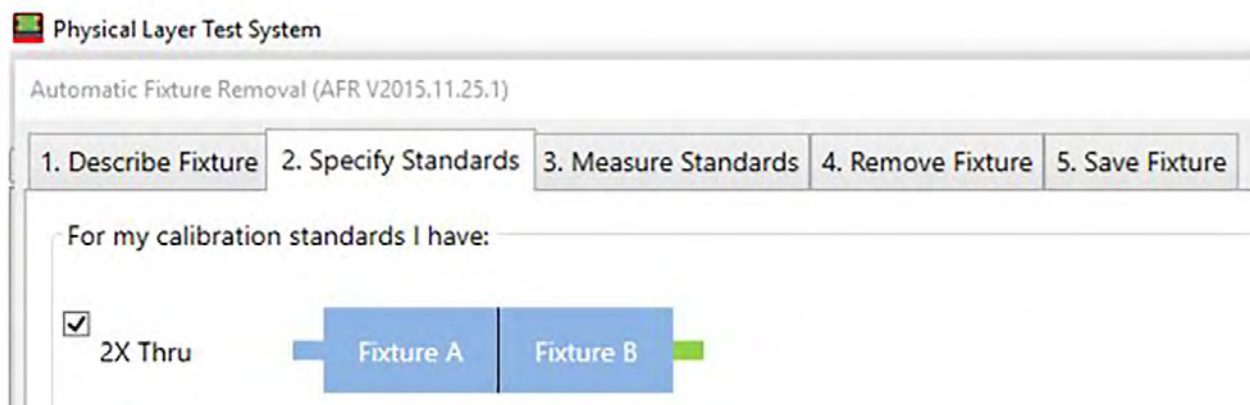 Physical Layer Test System
Automatic Fixture Removal (AFR V2015.11.25.1)
1. Describe Fixture 2. Specify Standards 3. Measure Standards 4. Remove Fixture 5. Save Fixture
For my calibration standards I have:
2X Thru Fixture A Fixture B